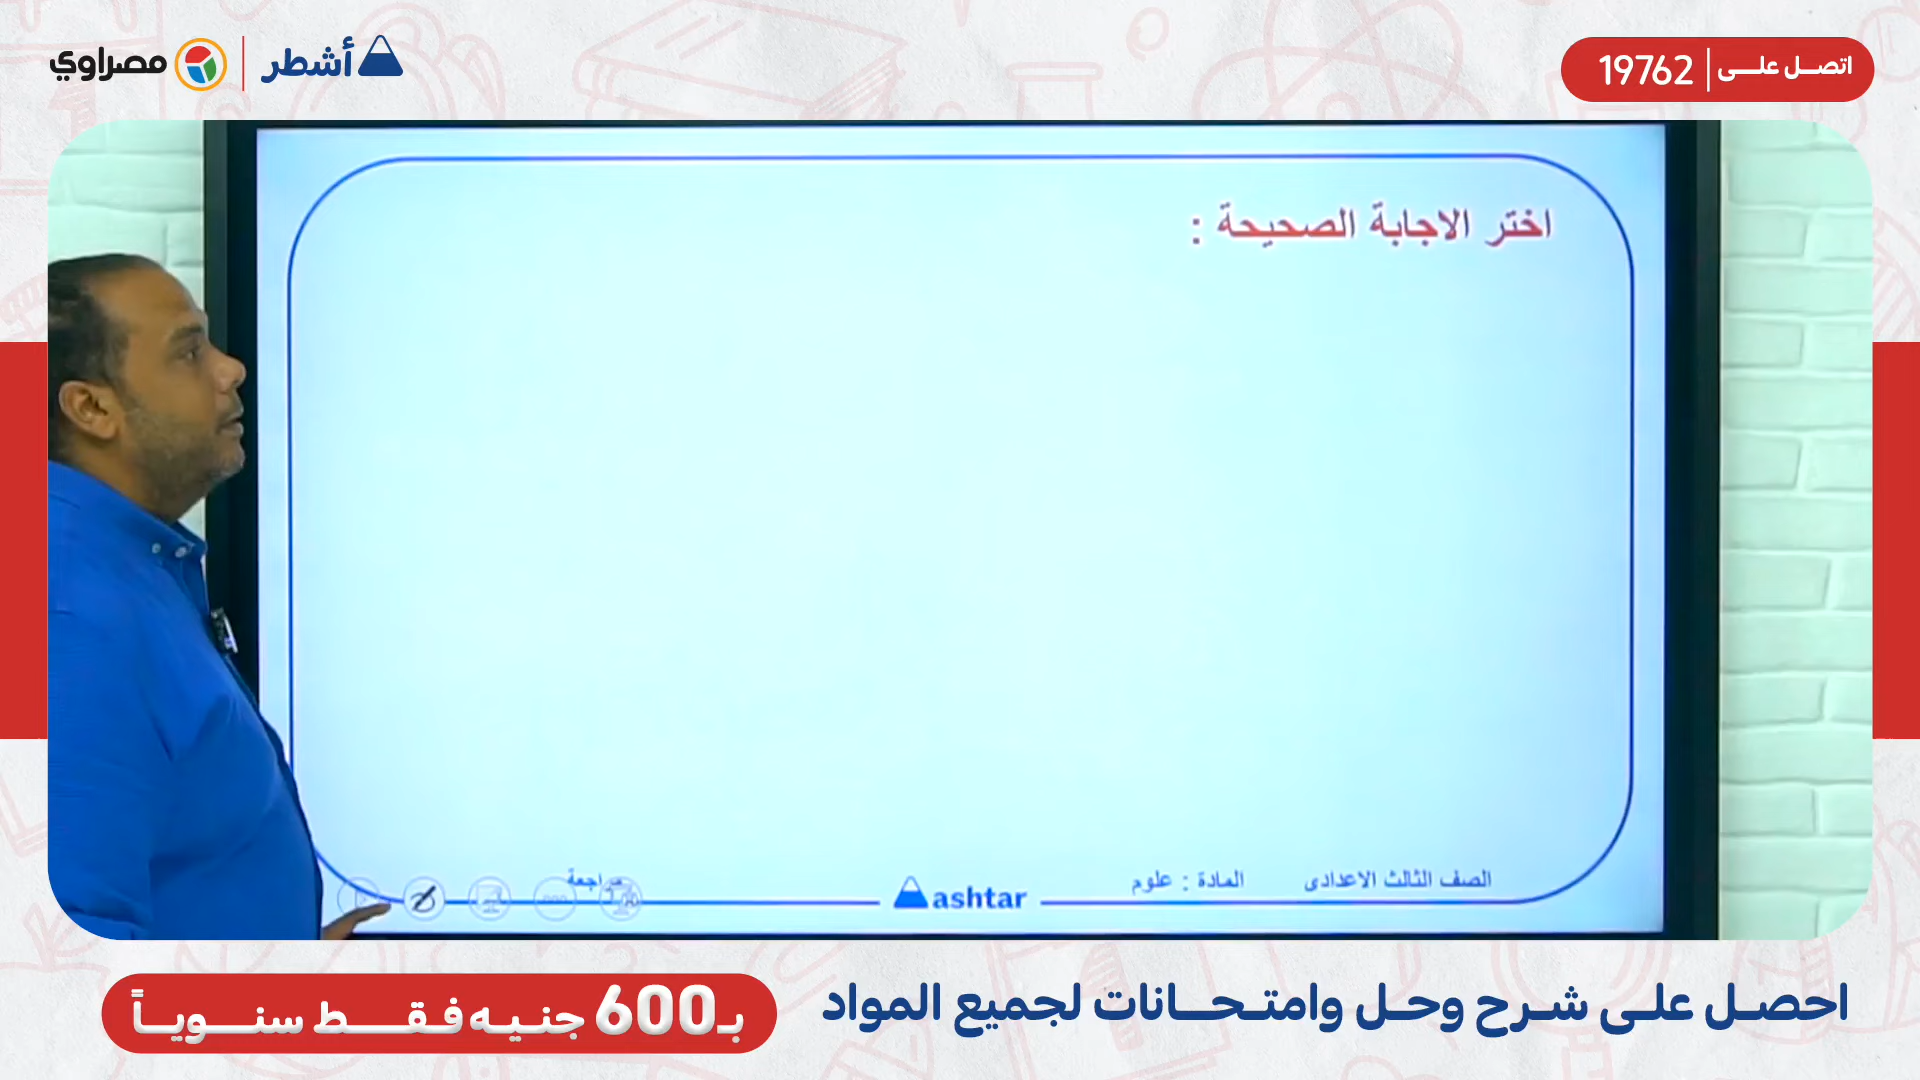 مصراوي
أشطر
اتصل على 19762
اختر الاجابة الصحيحة :
الصف الثالث الاعدادى
المادة : علوم
ashtar
مراجعة
احصل على شرح وحل وامتحانات لجميع المواد
بـ600 جنيه فقط سنوياً